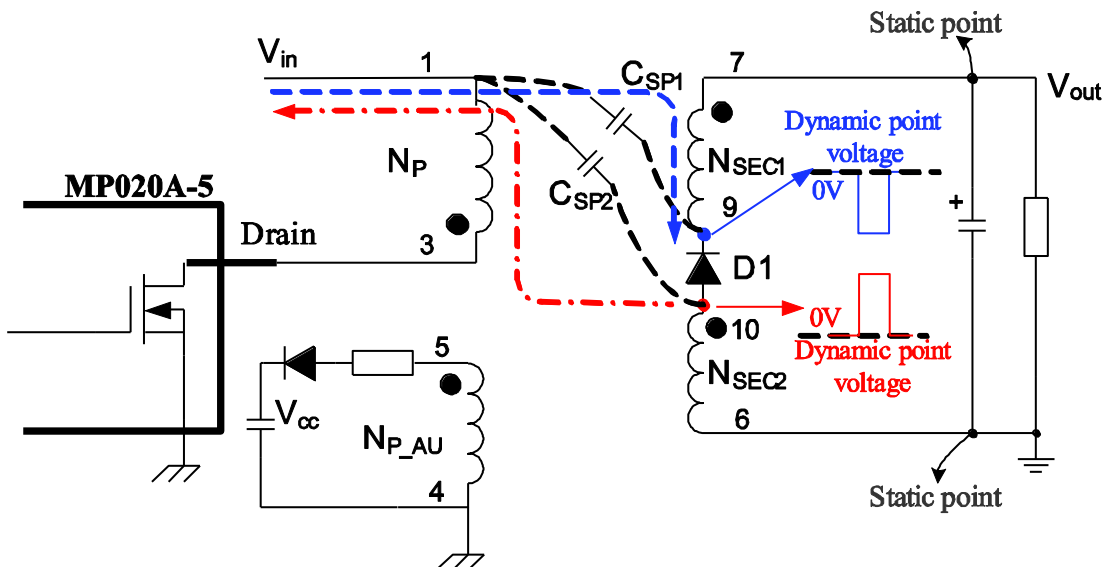 Static point
Vin
1
CSP1
7
Vout
Dynamic point
voltage
NP
NSEC1
0V
MP020A-5
CSP2
9
+
Drain
3
D1
0V
10
Dynamic point
voltage
5
NSEC2
Vcc
NP_AU
6
4
Static point